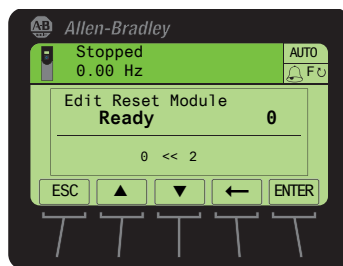 AB Allen-Bradley
Stopped
0.00 Hz
AUTO
F
Edit Reset Module
Ready 0
0 << 2
ESC ▲ ▼ ← ENTER